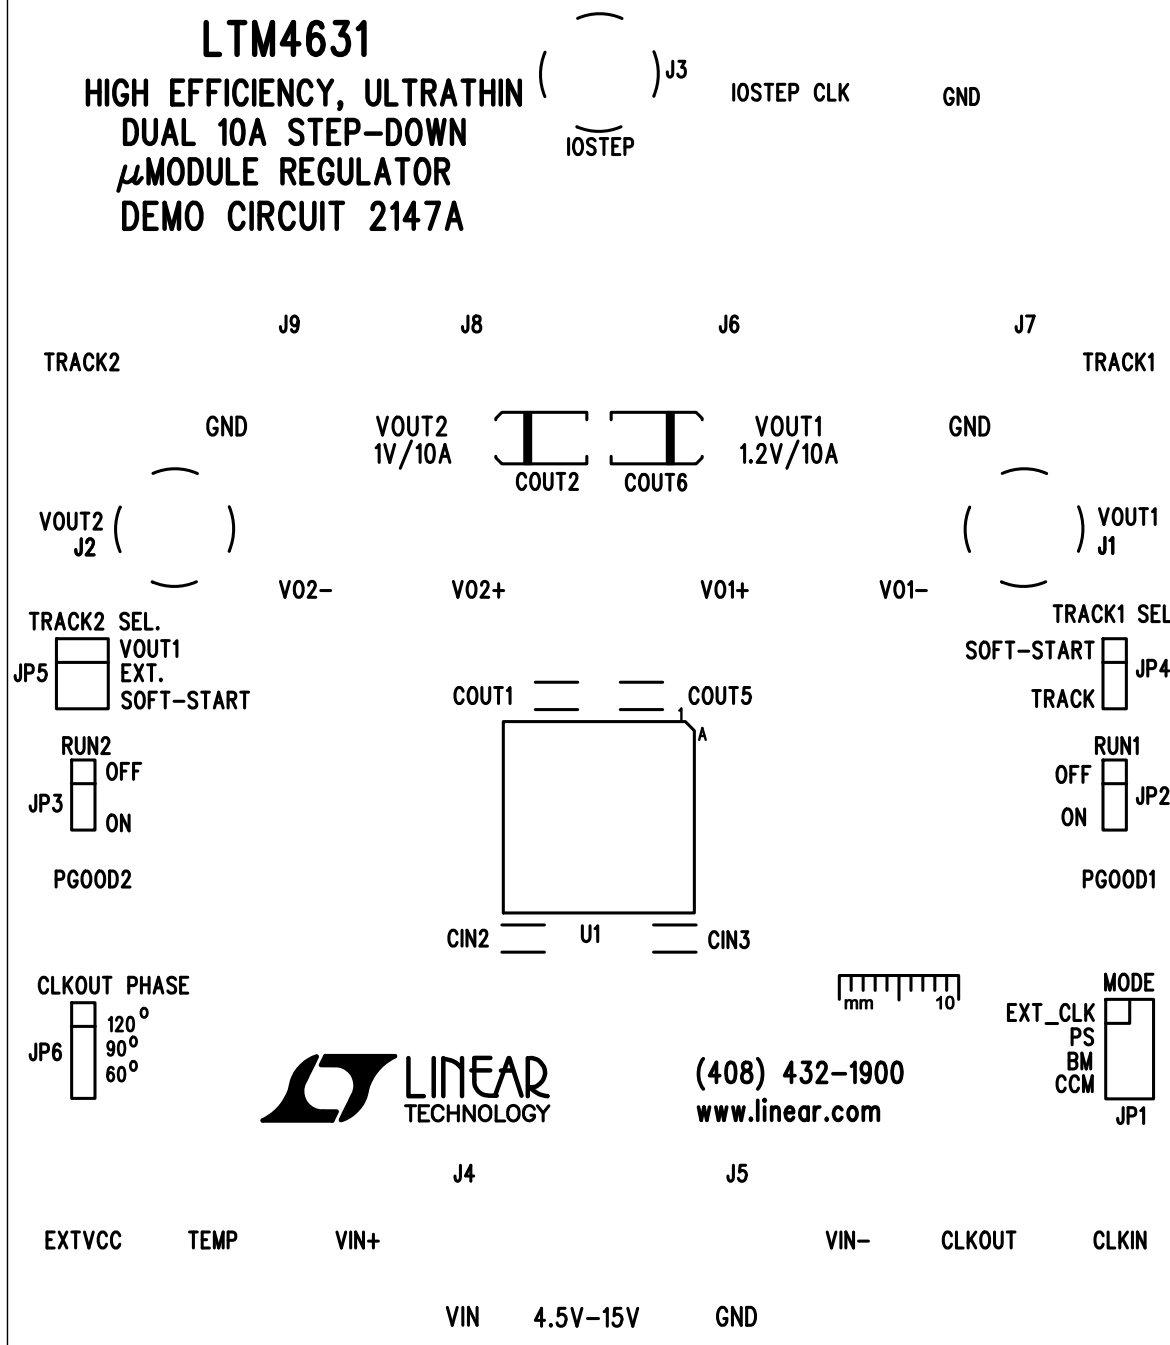 LTM4631
HIGH EFFICIENCY, ULTRATHIN
DUAL 10A STEP-DOWN
µMODULE REGULATOR
DEMO CIRCUIT 2147A
J3
IOSTEP
IOSTEP CLK
GND
J9
J8
J6
J7
TRACK2
TRACK1
GND
VOUT2
1V/10A
COUT2
COUT6
VOUT1
1.2V/10A
GND
VOUT2
J2
VOUT1
J1
VO2-
VO2+
VO1+
VO1-
TRACK2 SEL.
VOUT1
JP5
EXT.
SOFT-START
TRACK1 SEL
SOFT-START
JP4
TRACK
COUT1
COUT5
1
A
RUN2
OFF
JP3
ON
RUN1
OFF
JP2
ON
PGOOD2
PGOOD1
CIN2
U1
CIN3
CLKOUT PHASE
120°
JP6
90°
60°
mm 10
MODE
EXT_CLK
PS
BM
CCM
JP1
LINEAR
TECHNOLOGY
(408) 432-1900
www.linear.com
J4
J5
EXTVCC
TEMP
VIN+
VIN-
CLKOUT
CLKIN
VIN
4.5V-15V
GND